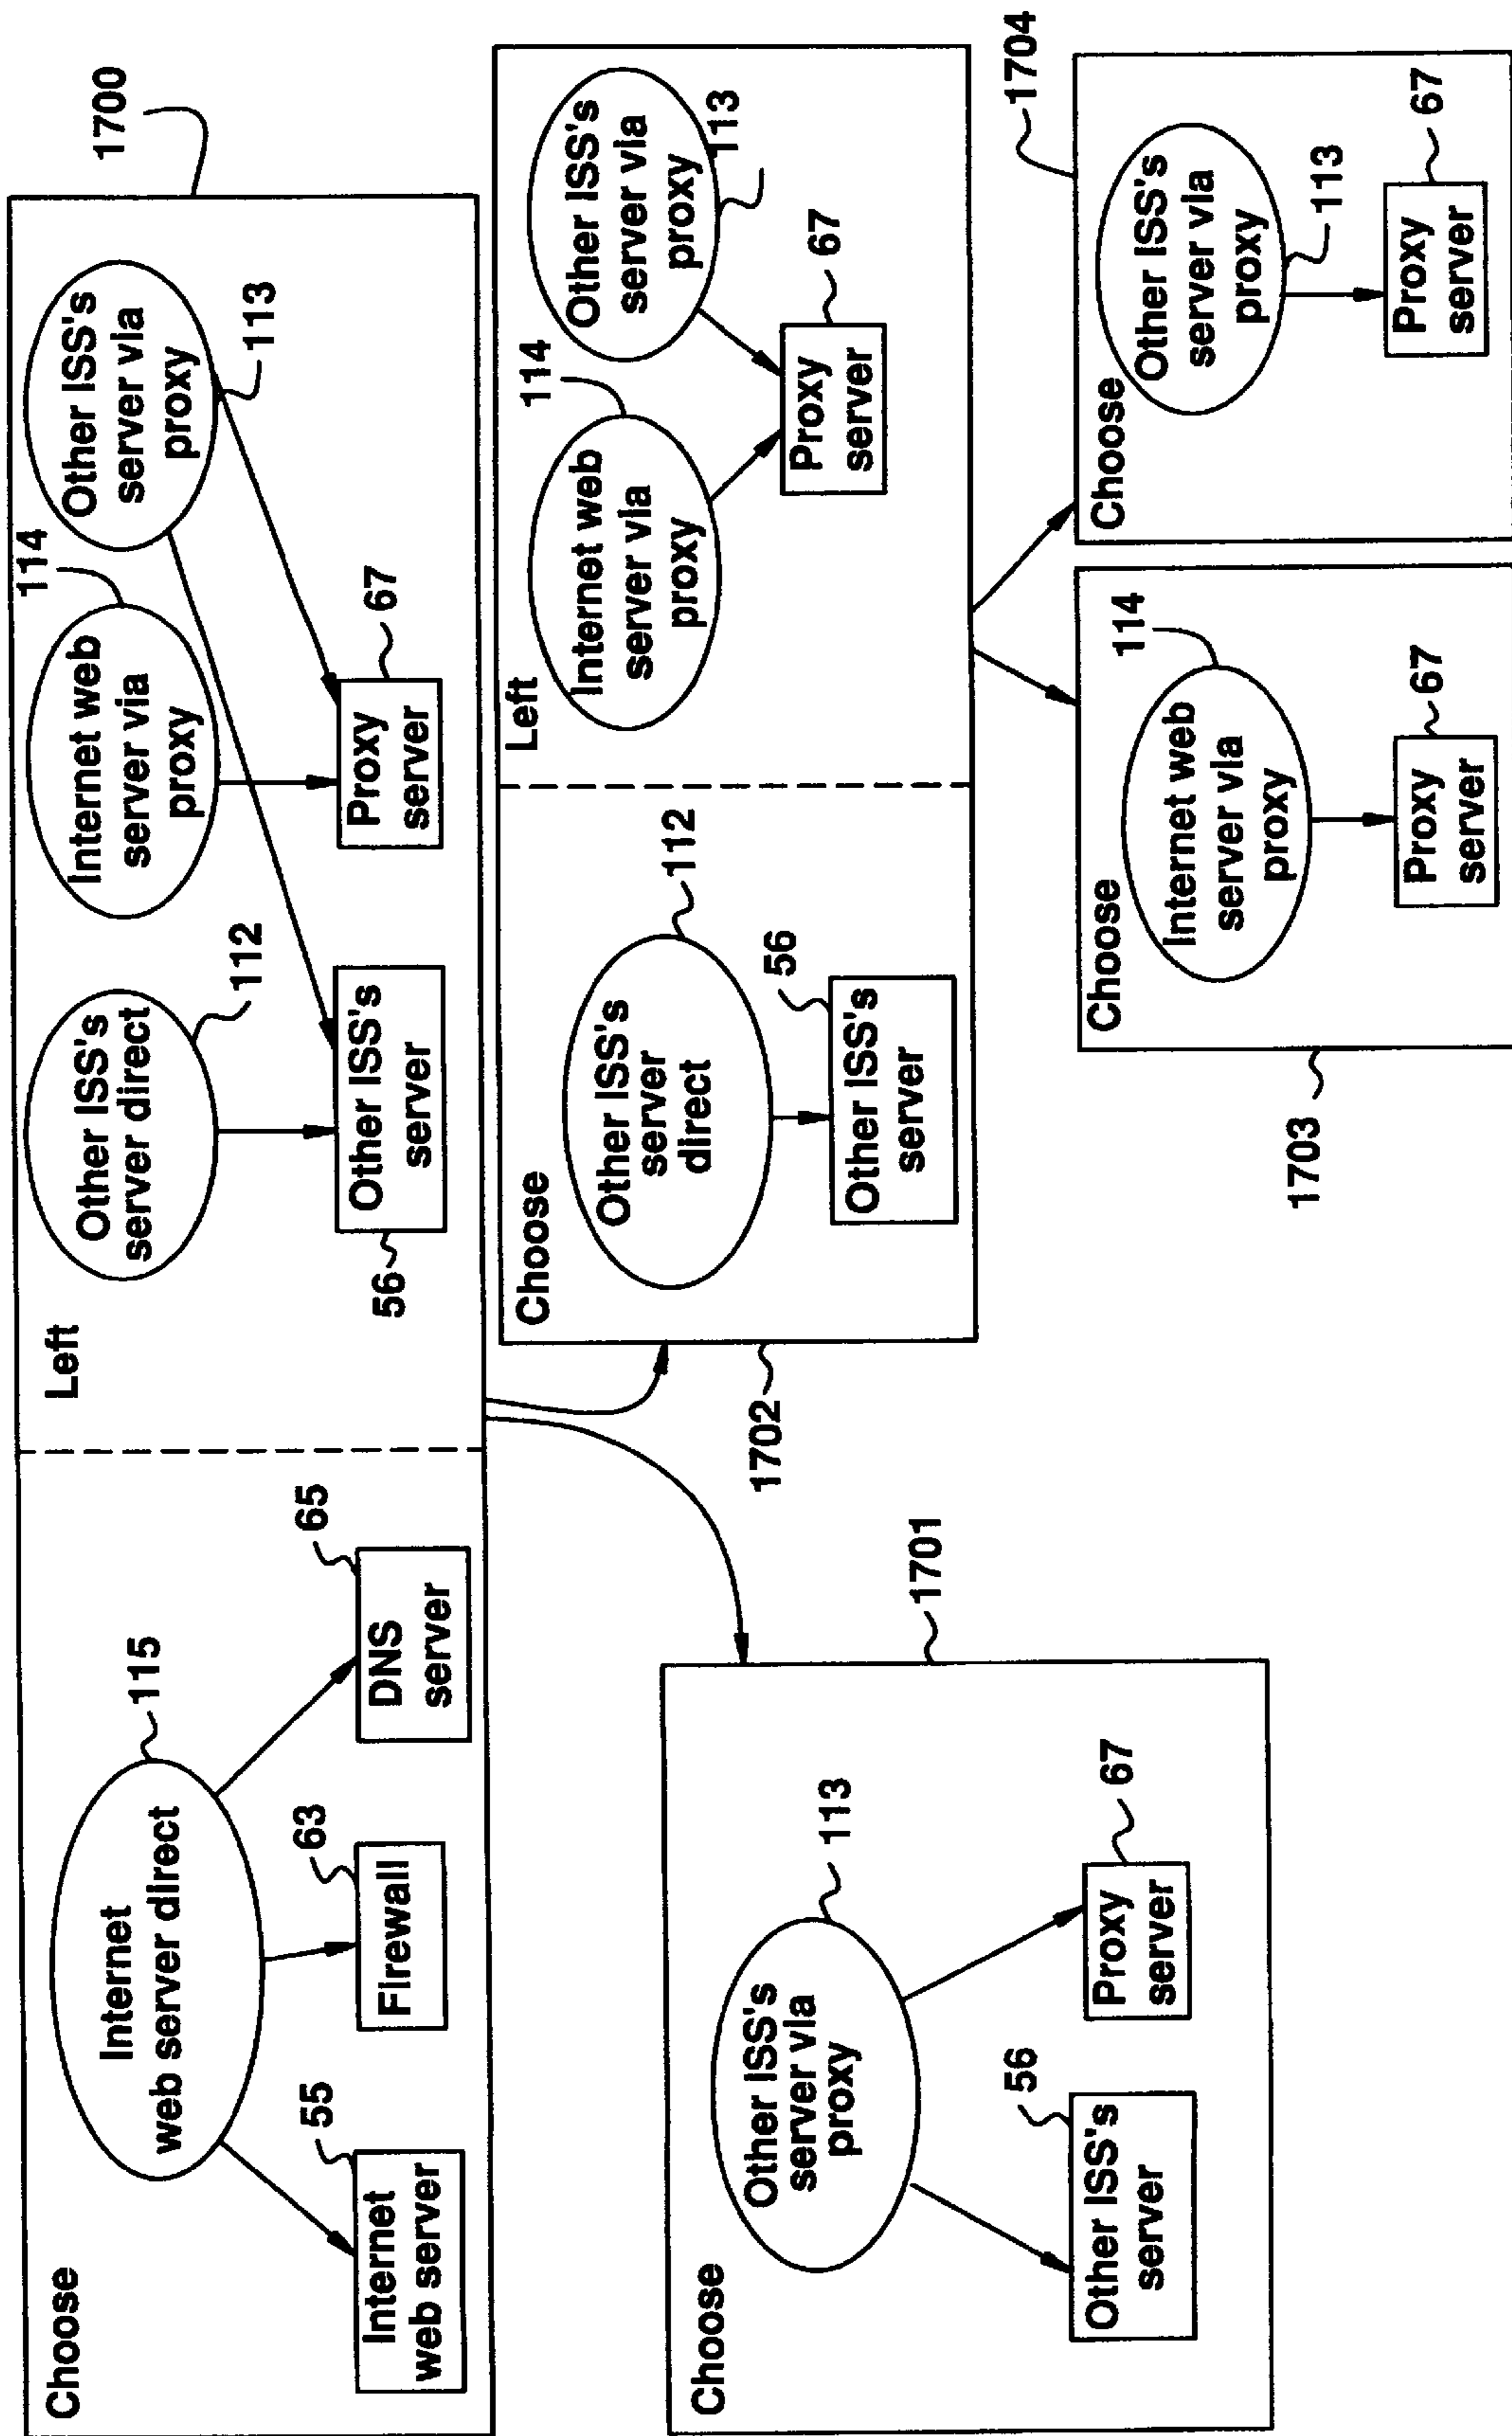 1700
Choose
Internet
web server direct
115
Internet
web server
55
Firewall
63
DNS
server
65
Left
Other ISS's
server direct
112
Internet web
server via
proxy
114
Other ISS's
server via
proxy
113
Other ISS's
server
56
Proxy
server
67
1701
Choose
Other ISS's
server via
proxy
113
Other ISS's
server
56
Proxy
server
67
1702
Choose
Other ISS's
server
direct
112
Other ISS's
server
56
Left
Internet web
server via
proxy
114
Other ISS's
server via
proxy
113
Proxy
server
67
1703
Choose
Internet web
server via
proxy
114
Proxy
server
67
1704
Choose
Other ISS's
server via
proxy
113
Proxy
server
67